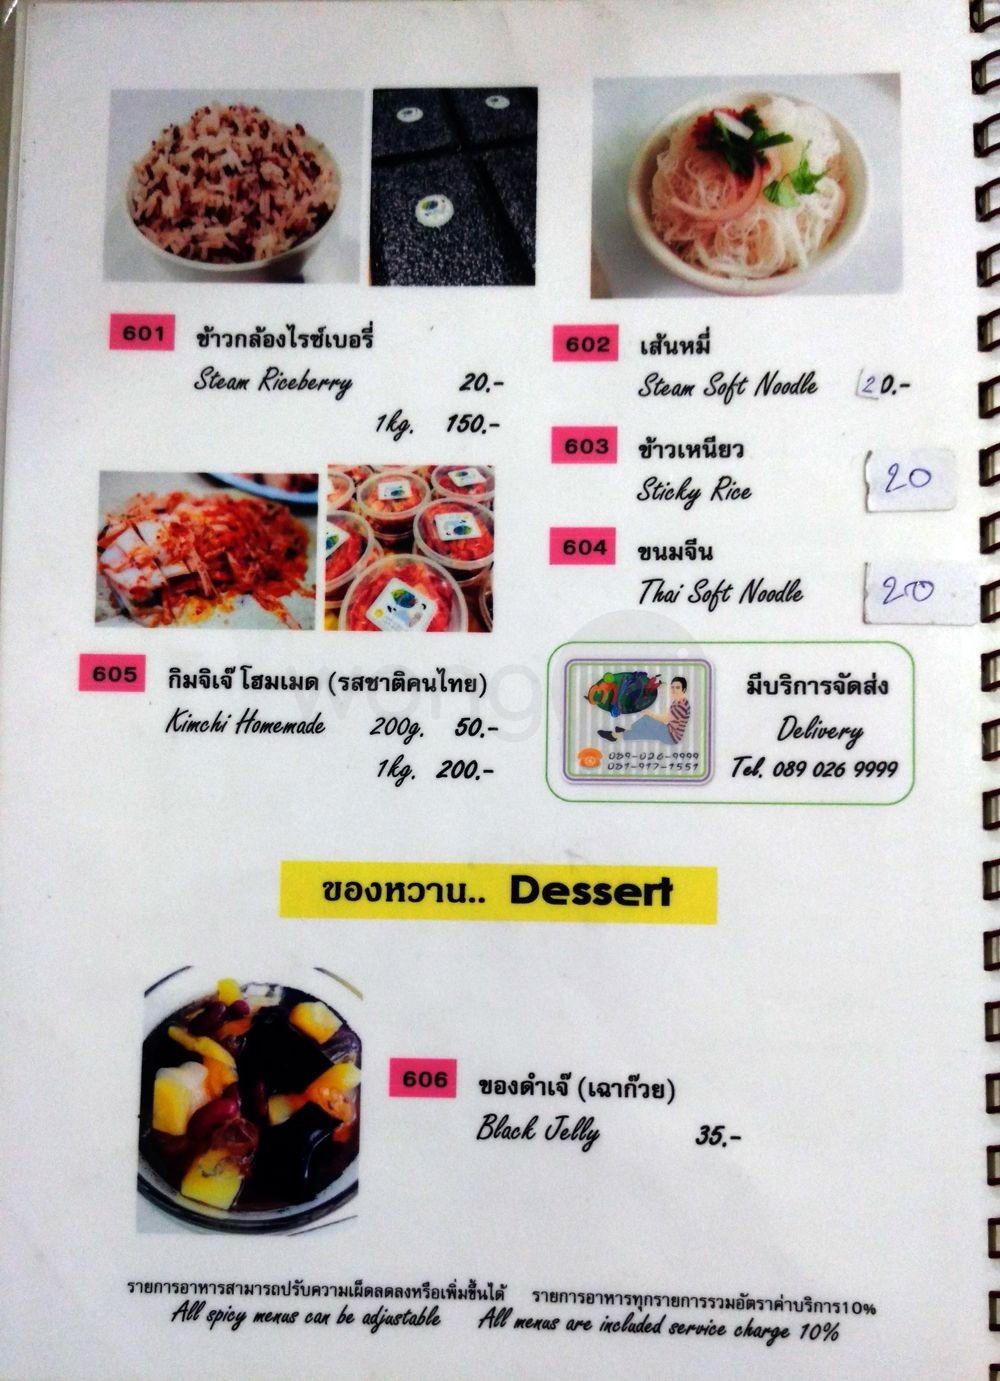 601 ข้าวกล้องไรซ์เบอรี่
Steam Riceberry 20.-
1kg. 150.-
602 เส้นหมี่
Steam Soft Noodle 20.-
603 ข้าวเหนียว
Sticky Rice 20
604 ขนมจีน
Thai Soft Noodle 20
605 กิมจิเจ๊ โฮมเมด (รสชาติคนไทย)
Kimchi Homemade 200g. 50.-
1kg. 200.-
มีบริการจัดส่ง
Delivery
Tel. 089 026 9999
089-026-9999
ของหวาน.. Dessert
606 ของดำเจ๊ (เฉาก๊วย)
Black Jelly 35.-
รายการอาหารสามารถปรับความเผ็ดลดลงหรือเพิ่มขึ้นได้ รายการอาหารทุกรายการรวมอัตราค่าบริการ10%
All spicy menus can be adjustable All menus are included service charge 10%